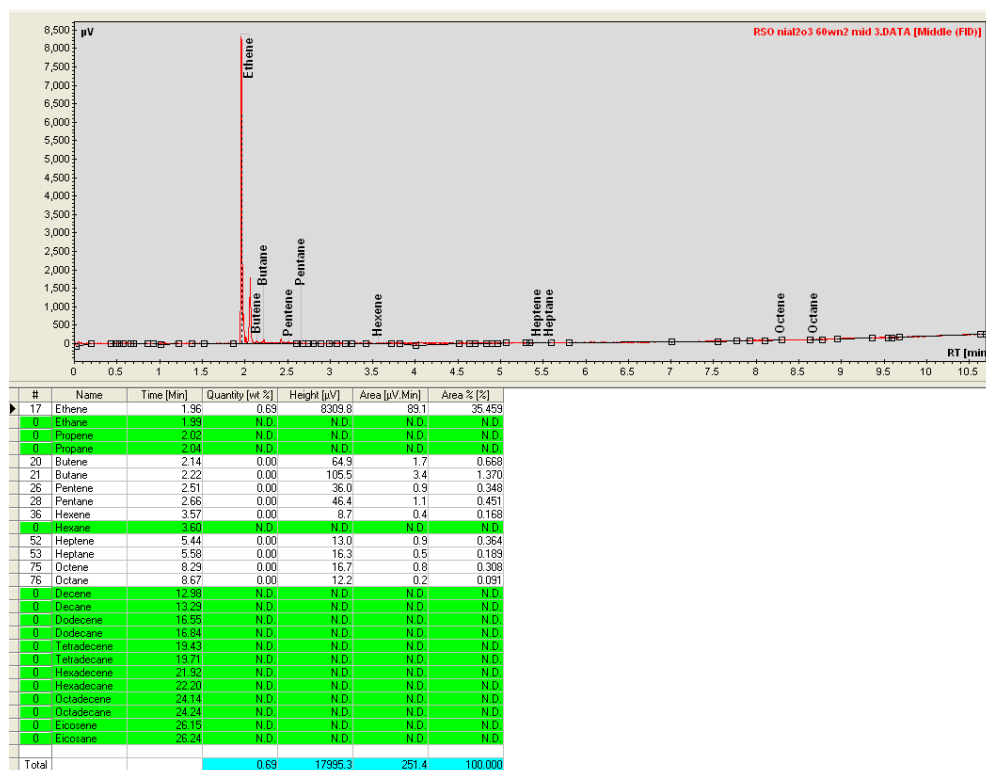 8,500 µV
RSO nial2o3 60wn2 mid 3.DATA [Middle (FID)]
8,000
7,500
7,000
6,500
6,000
5,500
5,000
4,500
4,000
3,500
3,000
2,500
2,000
1,500
1,000
500
0
Ethene
Butene
Butane
Pentene
Pentane
Hexene
Heptene
Heptane
Octene
Octane
RT [min
0 0.5 1 1.5 2 2.5 3 3.5 4 4.5 5 5.5 6 6.5 7 7.5 8 8.5 9 9.5 10 10.5
# Name Time [Min] Quantity [wt %] Height [µV] Area [µV.Min] Area % [%]
17 Ethene 1.96 0.69 8309.8 89.1 35.459
0 Ethane 1.99 N.D. N.D. N.D. N.D.
0 Propene 2.02 N.D. N.D. N.D. N.D.
0 Propane 2.04 N.D. N.D. N.D. N.D.
20 Butene 2.14 0.00 64.9 1.7 0.668
21 Butane 2.22 0.00 105.5 3.4 1.370
26 Pentene 2.51 0.00 36.0 0.9 0.348
28 Pentane 2.66 0.00 46.4 1.1 0.451
36 Hexene 3.57 0.00 8.7 0.4 0.168
0 Hexane 3.60 N.D. N.D. N.D. N.D.
52 Heptene 5.44 0.00 13.0 0.9 0.364
53 Heptane 5.58 0.00 16.3 0.5 0.189
75 Octene 8.29 0.00 16.7 0.8 0.308
76 Octane 8.67 0.00 12.2 0.2 0.091
0 Decene 12.98 N.D. N.D. N.D. N.D.
0 Decane 13.29 N.D. N.D. N.D. N.D.
0 Dodecene 16.55 N.D. N.D. N.D. N.D.
0 Dodecane 16.84 N.D. N.D. N.D. N.D.
0 Tetradecene 19.43 N.D. N.D. N.D. N.D.
0 Tetradecane 19.71 N.D. N.D. N.D. N.D.
0 Hexadecene 21.92 N.D. N.D. N.D. N.D.
0 Hexadecane 22.20 N.D. N.D. N.D. N.D.
0 Octadecene 24.14 N.D. N.D. N.D. N.D.
0 Octadecane 24.24 N.D. N.D. N.D. N.D.
0 Eicosene 26.15 N.D. N.D. N.D. N.D.
0 Eicosane 26.24 N.D. N.D. N.D. N.D.
Total 0.69 17995.3 251.4 100.000